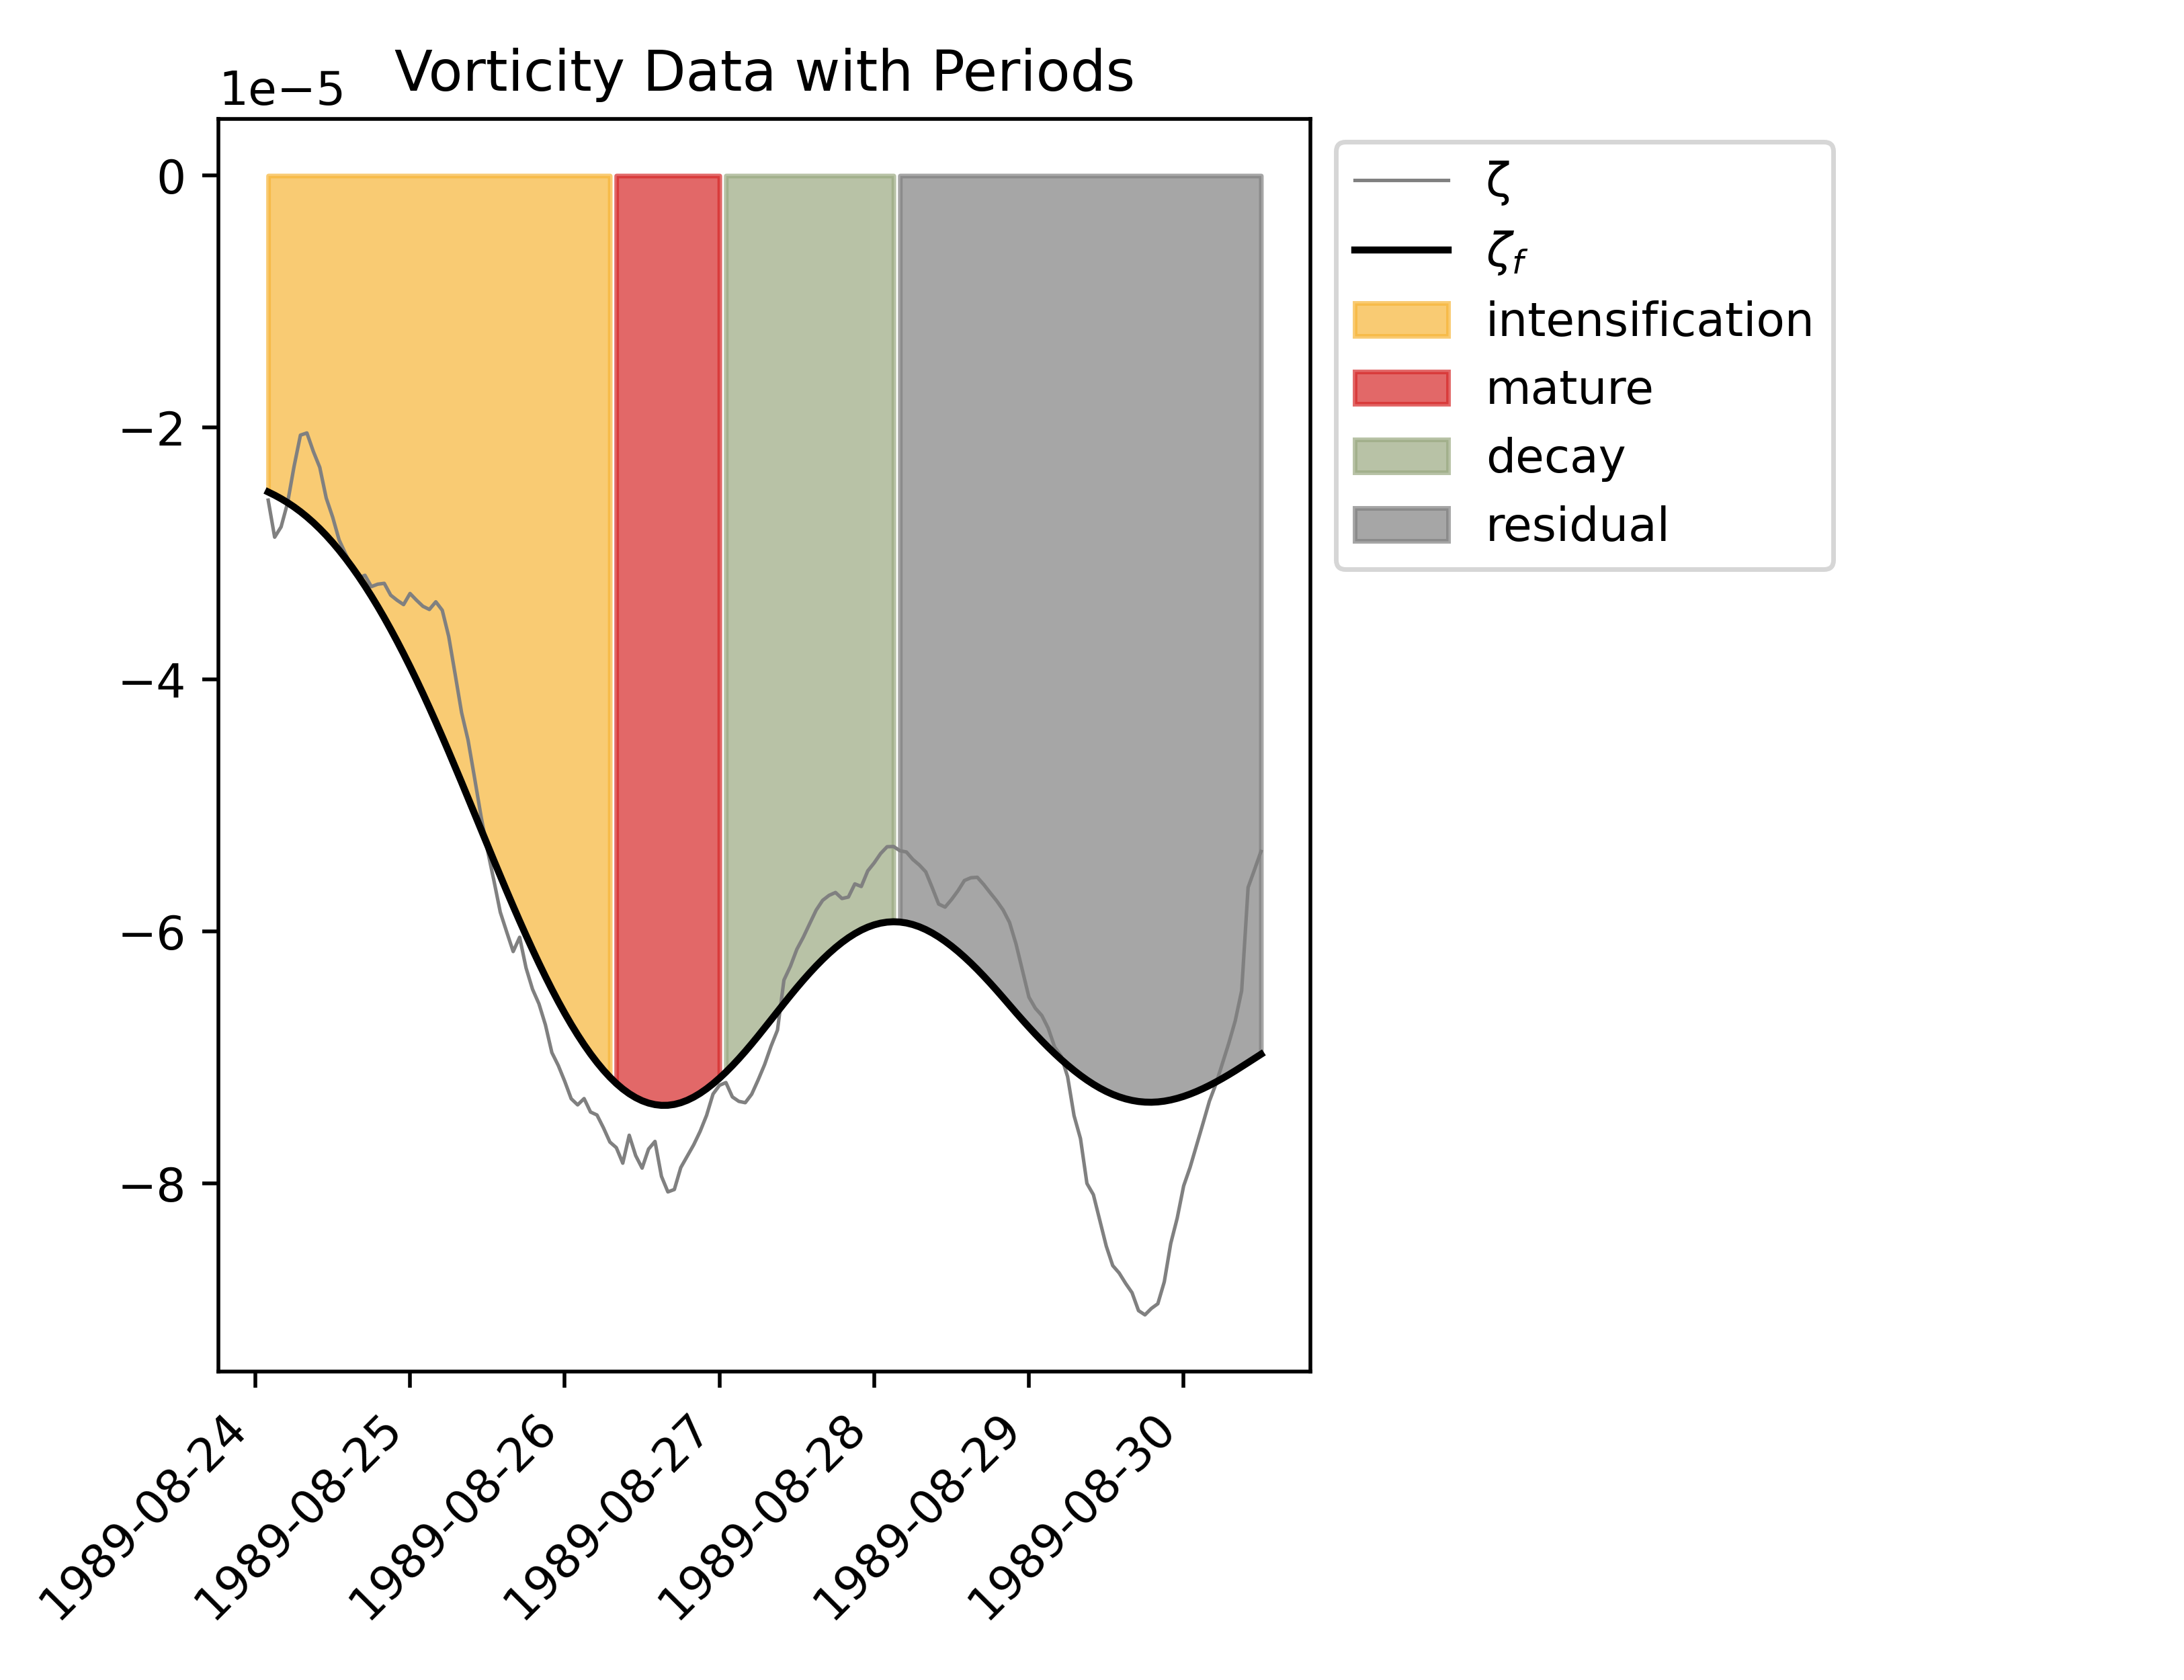 Vorticity Data with Periods
1e−5
0
−2
−4
−6
−8
1989-08-24
1989-08-25
1989-08-26
1989-08-27
1989-08-28
1989-08-29
1989-08-30
ζ
ζf
intensification
mature
decay
residual